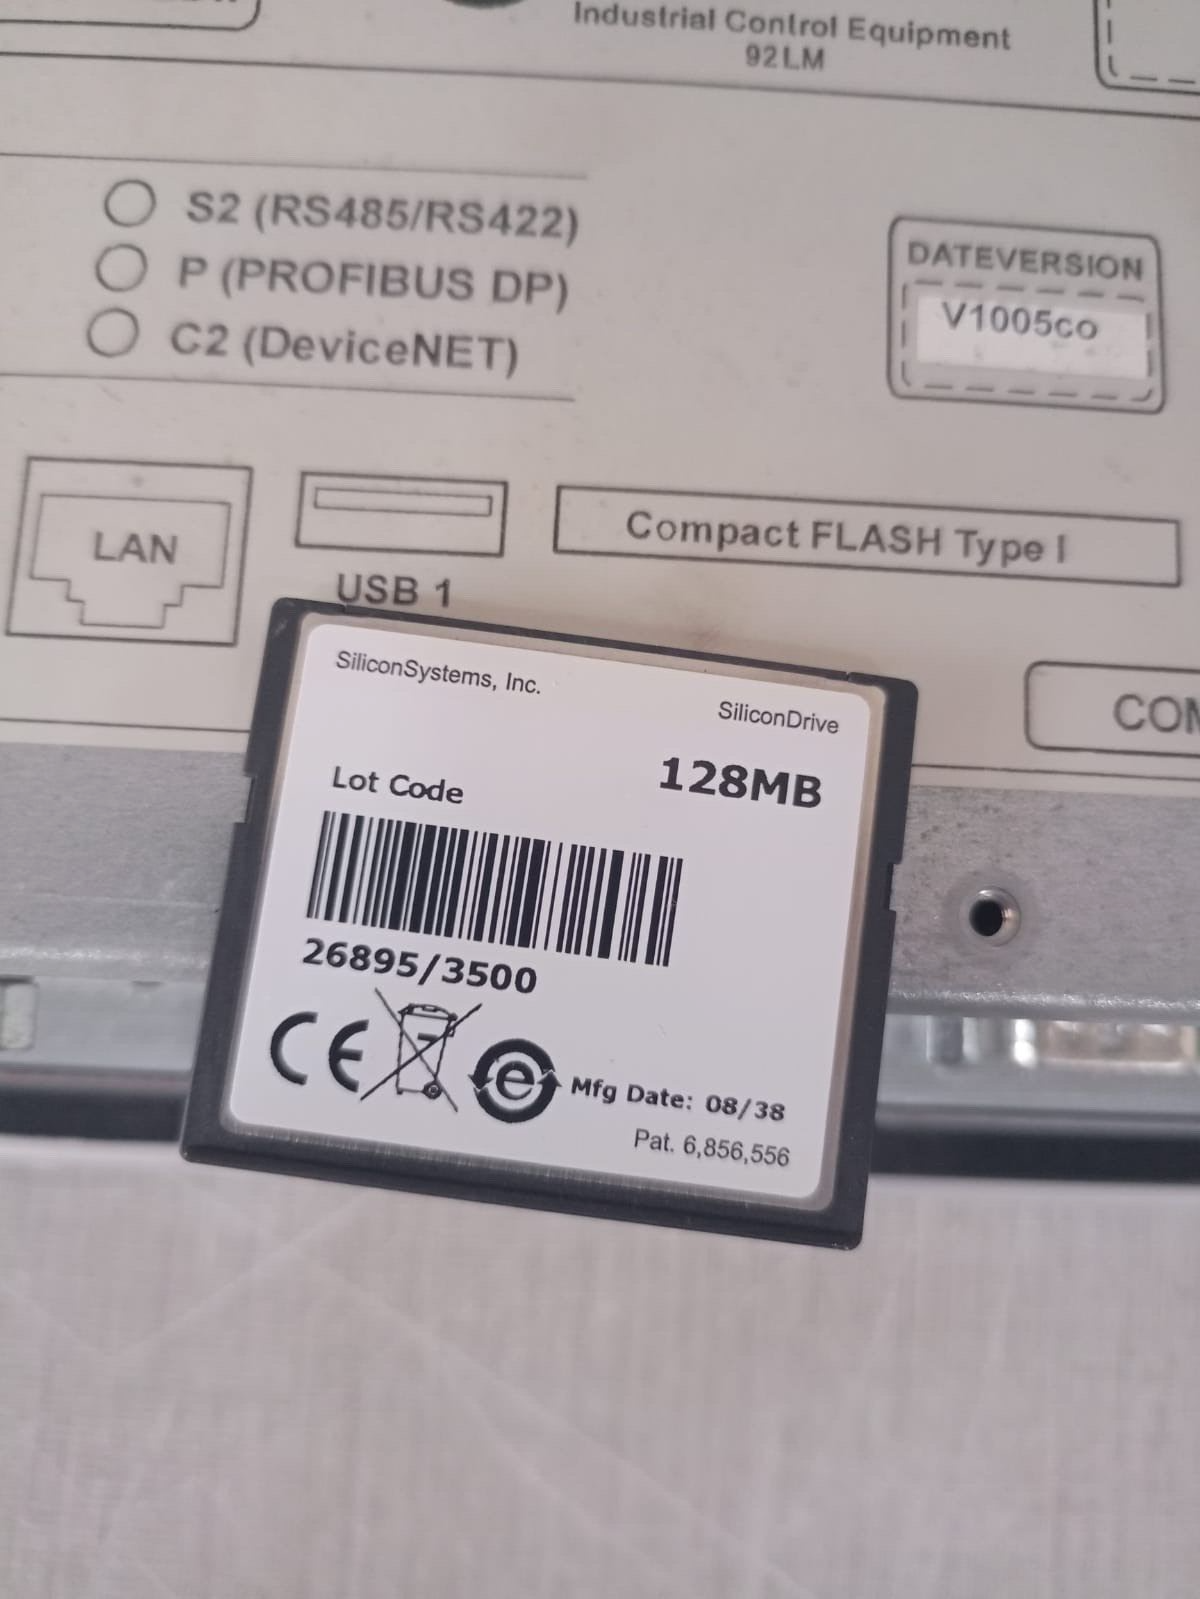 Industrial Control Equipment
92LM
S2 (RS485/RS422)
P (PROFIBUS DP)
C2 (DeviceNET)
DATEVERSION
V1005co
LAN
USB 1
Compact FLASH Type I
SiliconSystems, Inc.
SiliconDrive
128MB
Lot Code
26895/3500
CE
e
Mfg Date: 08/38
Pat. 6,856,556